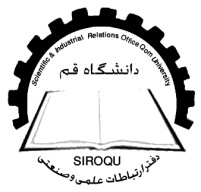 Scientific & Industrial Relations Office Qom University
دانشگاه قم
SIROQU
دفتر ارتباطات علمی و صنعتی